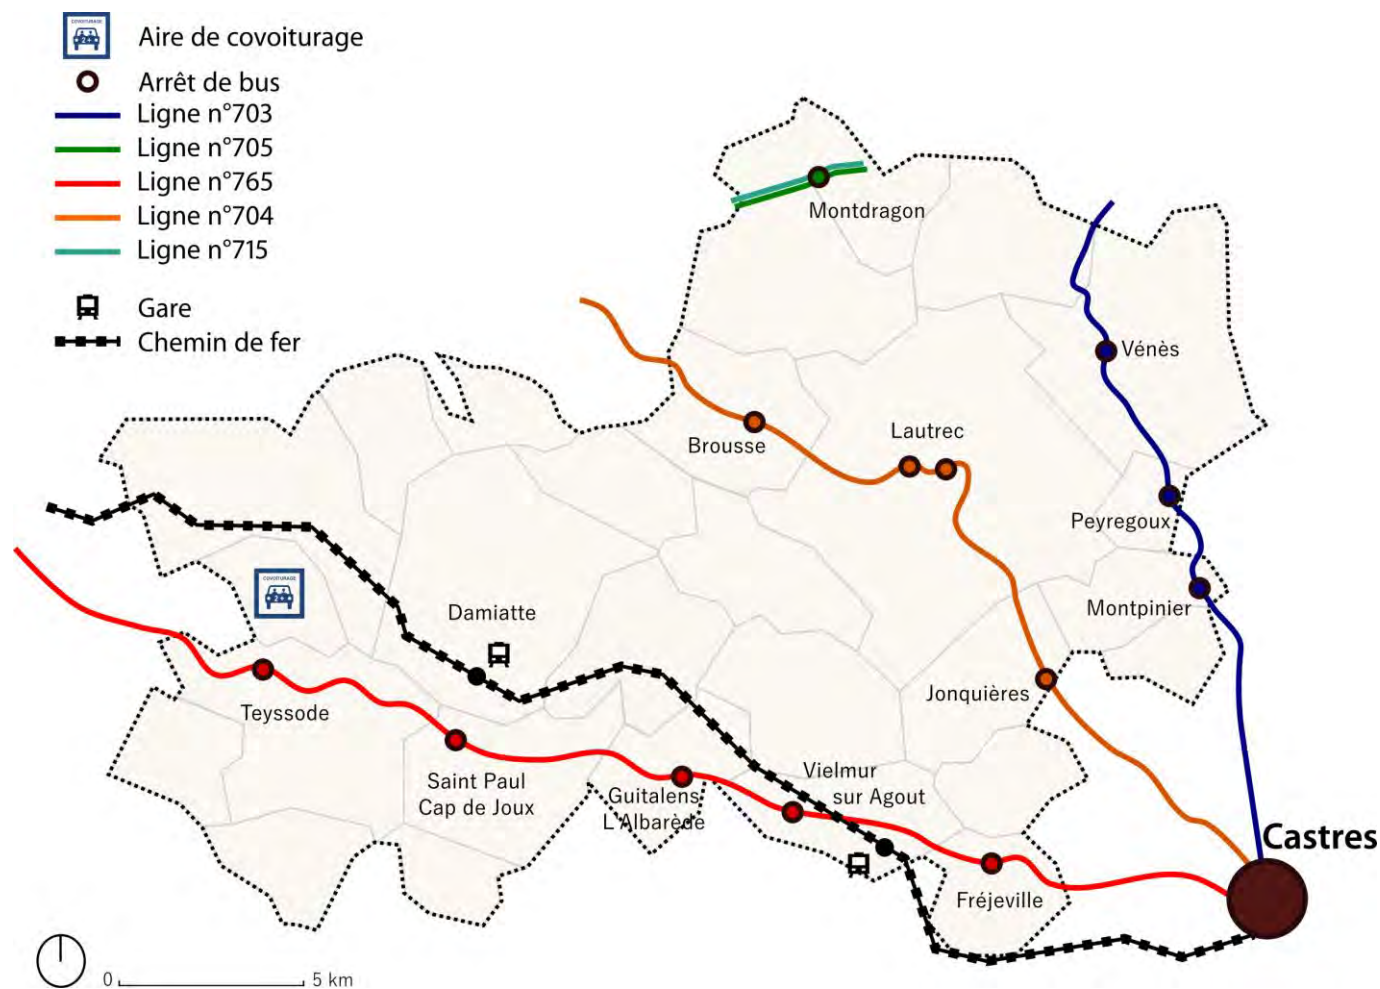 COVOITURAGE
Aire de covoiturage
Arrêt de bus
Ligne n°703
Ligne n°705
Ligne n°765
Ligne n°704
Ligne n°715
Gare
Chemin de fer
Montdragon
Vénès
Brousse
Lautrec
Peyregoux
COVOITURAGE
Damiatte
Montpinier
Jonquières
Teyssode
Saint Paul
Cap de Joux
Guitalens
L'Albarède
Vielmur
sur Agout
Castres
Fréjeville
0
5 km